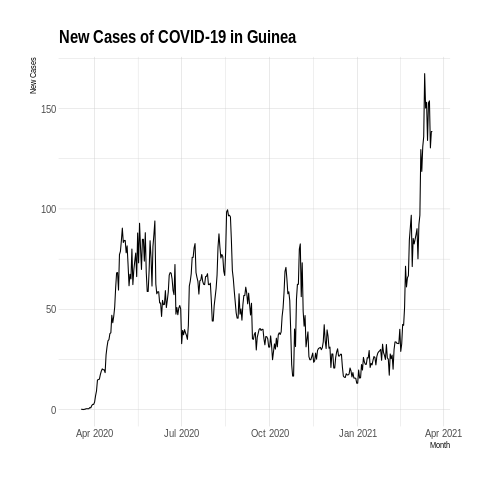 New Cases of COVID-19 in Guinea
New Cases
150
100
50
0
Apr 2020 Jul 2020 Oct 2020 Jan 2021 Apr 2021
Month